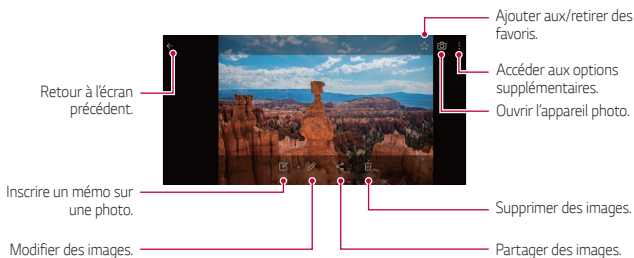 Ajouter aux/retirer des
favoris.
Accéder aux options
supplémentaires.
Retour à l'écran
précédent.
Ouvrir l'appareil photo.
Inscrire un mémo sur
une photo.
Supprimer des images.
Modifier des images.
Partager des images.